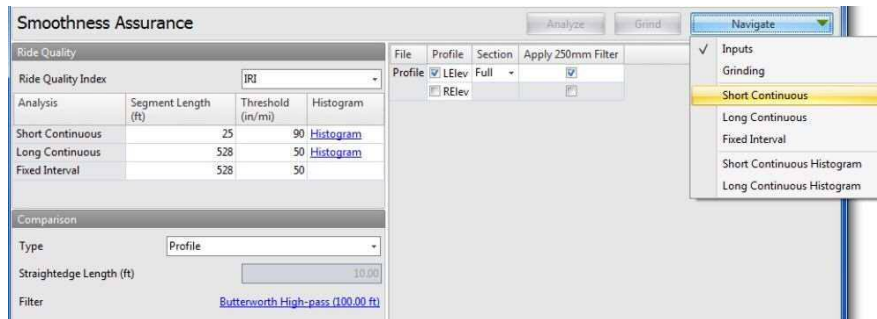 Smoothness Assurance
Analyze
Grind
Navigate
Ride Quality
Ride Quality Index IRI
Analysis Segment Length (ft) Threshold (in/mi) Histogram
Short Continuous 25 90 Histogram
Long Continuous 528 50 Histogram
Fixed Interval 528 50
Comparison
Type Profile
Straightedge Length (ft) 10.00
Filter Butterworth High-pass (100.00 ft)
File Profile Section Apply 250mm Filter
Profile LElev Full
RElev
Inputs
Grinding
Short Continuous
Long Continuous
Fixed Interval
Short Continuous Histogram
Long Continuous Histogram